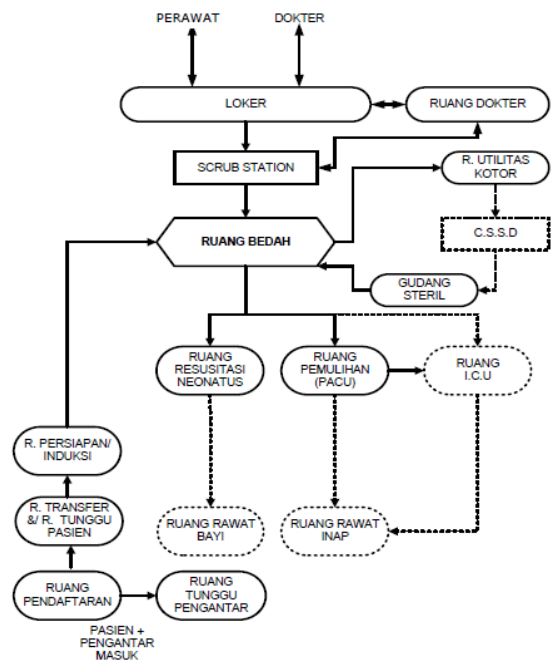 PERAWAT
DOKTER
LOKER
RUANG DOKTER
SCRUB STATION
R. UTILITAS
KOTOR
RUANG BEDAH
C.S.S.D
GUDANG
STERIL
RUANG
RESUSITASI
NEONATUS
RUANG
PEMULIHAN
(PACU)
RUANG
I.C.U
R. PERSIAPAN/
INDUKSI
R. TRANSFER
&/ R. TUNGGU
PASIEN
RUANG RAWAT
BAYI
RUANG RAWAT
INAP
RUANG
PENDAFTARAN
RUANG
TUNGGU
PENGANTAR
PASIEN +
PENGANTAR
MASUK